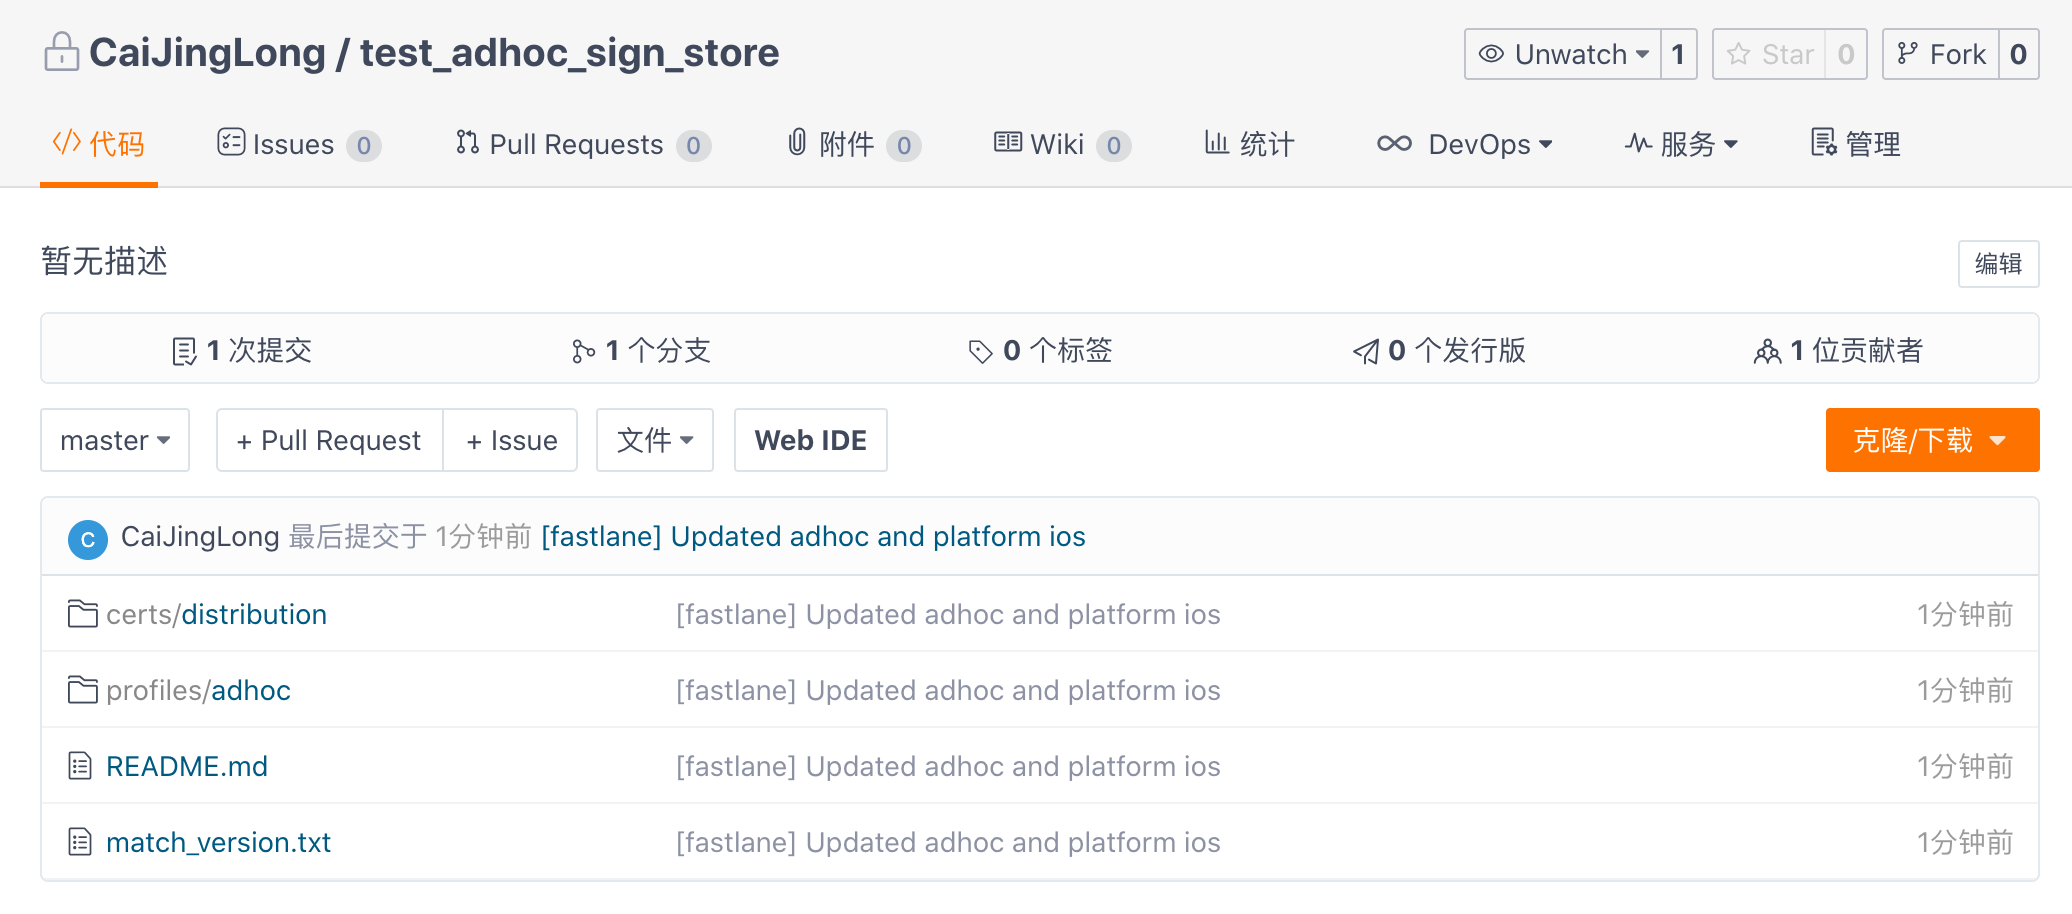 CaiJingLong / test_adhoc_sign_store
Unwatch 1 Star 0 Fork 0
代码 Issues 0 Pull Requests 0 附件 0 Wiki 0 统计 DevOps 服务 管理
暂无描述
编辑
1 次提交 1 个分支 0 个标签 0 个发行版 1 位贡献者
master + Pull Request + Issue 文件 Web IDE 克隆/下载
C CaiJingLong 最后提交于 1分钟前 [fastlane] Updated adhoc and platform ios
certs/distribution [fastlane] Updated adhoc and platform ios 1分钟前
profiles/adhoc [fastlane] Updated adhoc and platform ios 1分钟前
README.md [fastlane] Updated adhoc and platform ios 1分钟前
match_version.txt [fastlane] Updated adhoc and platform ios 1分钟前